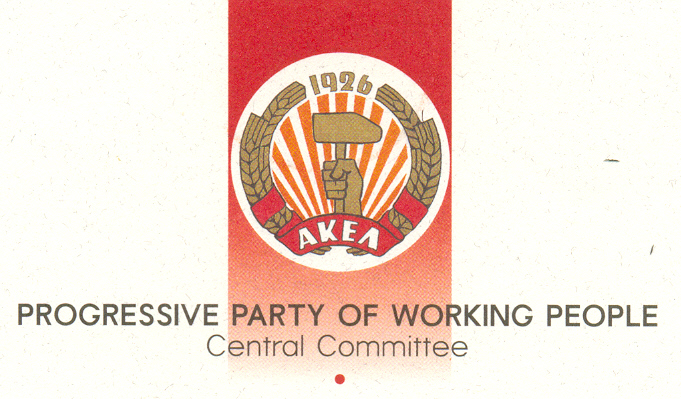 1926
ΑΚΕΛ
PROGRESSIVE PARTY OF WORKING PEOPLE
Central Committee